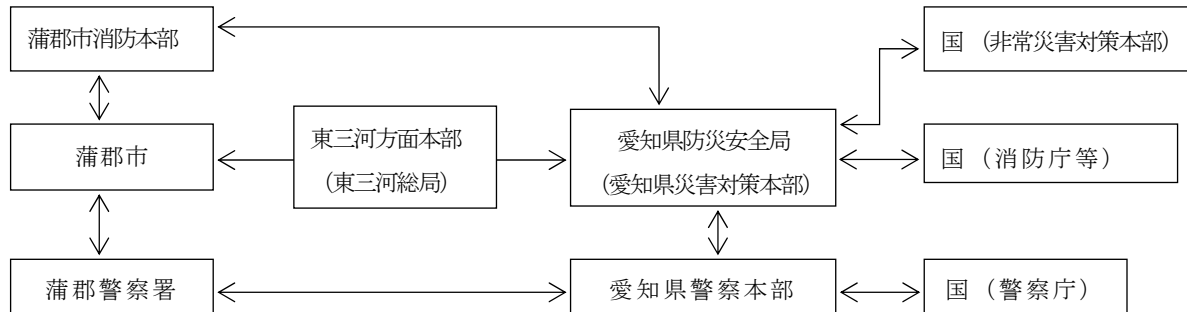 蒲郡市消防本部
国 (非常災害対策本部)
蒲郡市
東三河方面本部
(東三河総局)
愛知県防災安全局
(愛知県災害対策本部)
国 (消防庁等)
蒲郡警察署
愛知県警察本部
国 (警察庁)